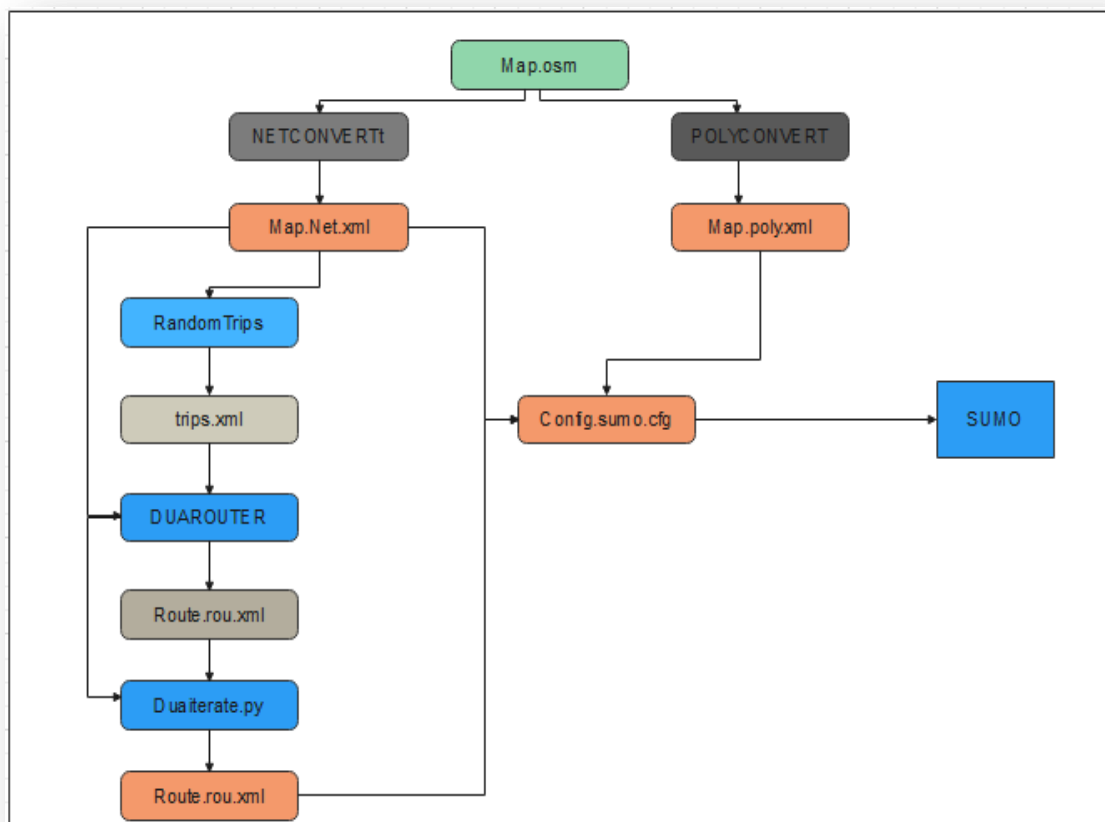 Map.osm
NETCONVERTt
POLYCONVERT
Map.Net.xml
Map.poly.xml
RandomTrips
trips.xml
Config.sumo.cfg
SUMO
DUAROUTER
Route.rou.xml
Duaiterate.py
Route.rou.xml